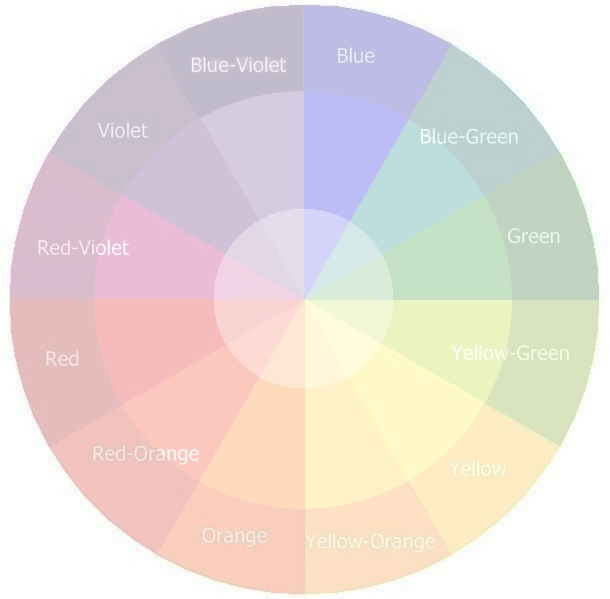 Blue
Blue-Green
Green
Yellow-Green
Yellow
Yellow-Orange
Orange
Red-Orange
Red
Red-Violet
Violet
Blue-Violet